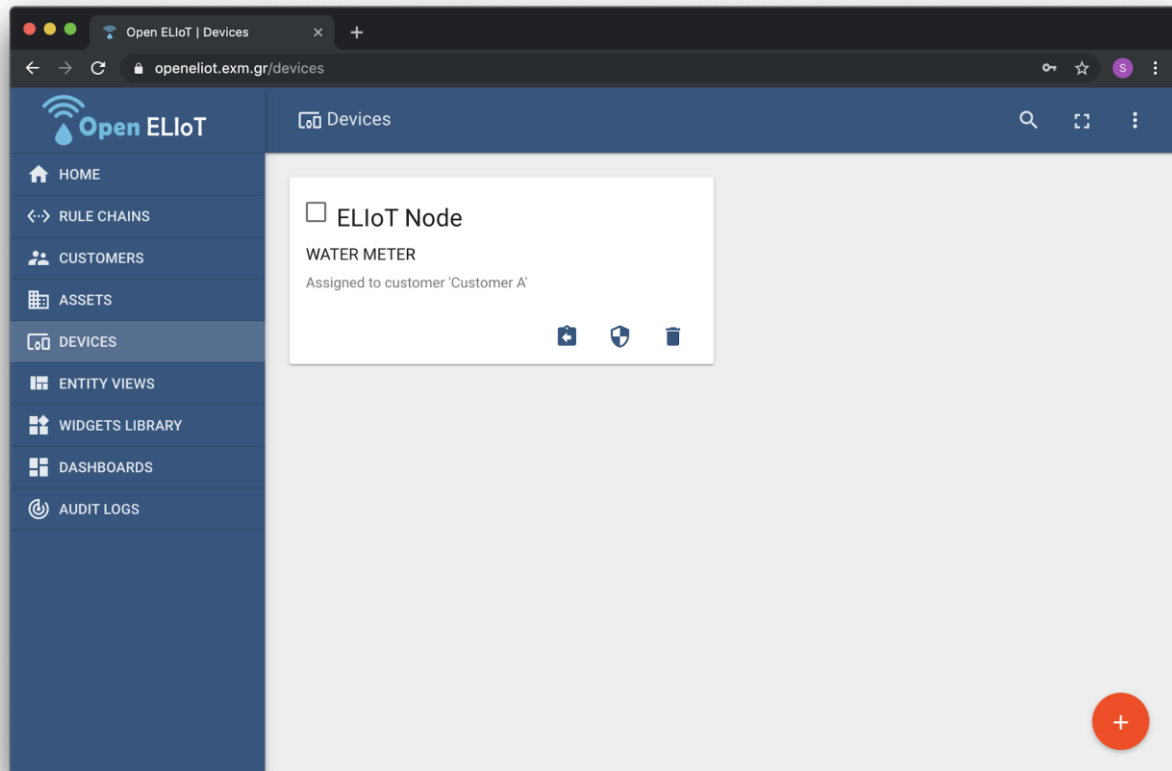 Open ELIoT | Devices
openeliot.exm.gr/devices
S
Open ELIoT
Devices
HOME
RULE CHAINS
CUSTOMERS
ASSETS
DEVICES
ENTITY VIEWS
WIDGETS LIBRARY
DASHBOARDS
AUDIT LOGS
ELIoT Node
WATER METER
Assigned to customer 'Customer A'